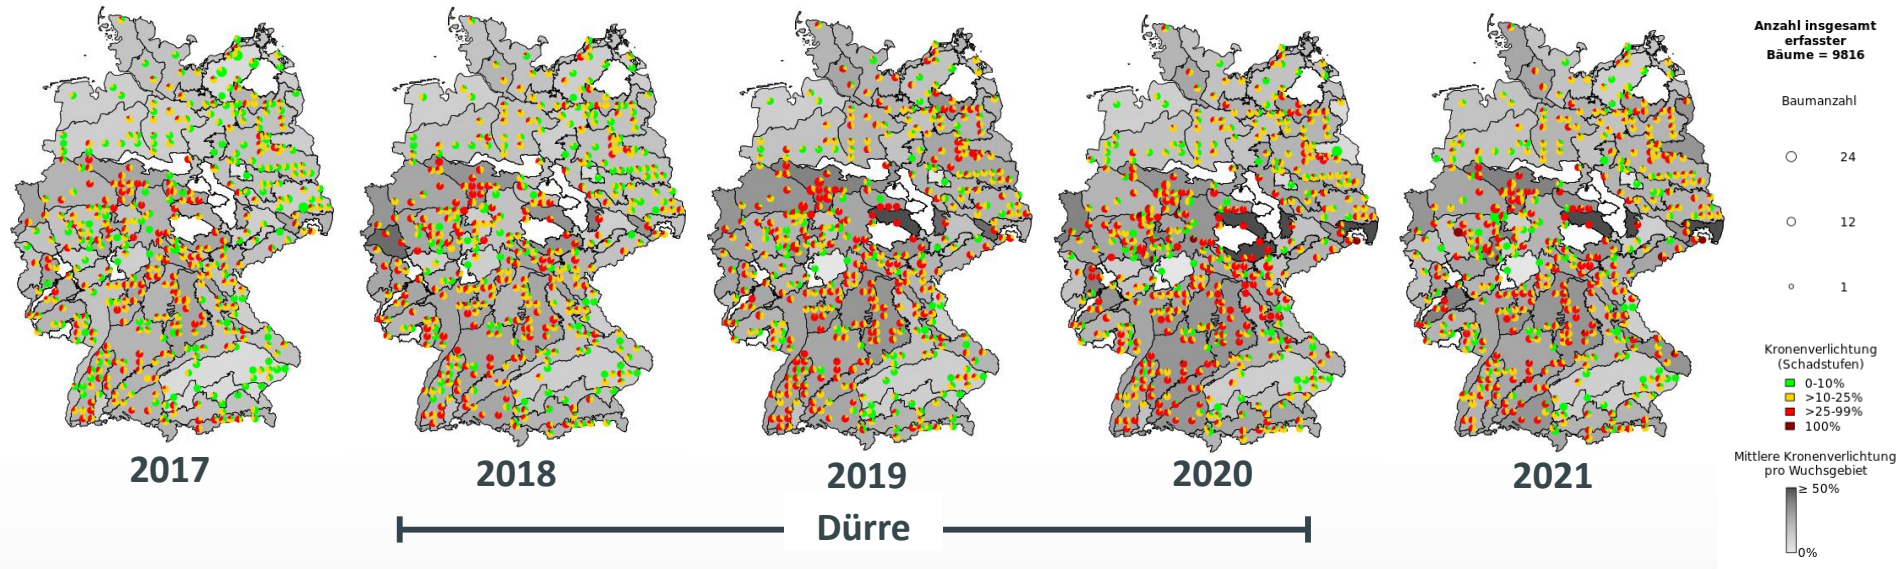 2017
2018
2019
2020
2021
Dürre
Anzahl insgesamt
erfasster
Bäume = 9816
Baumanzahl
24
12
1
Kronenverlichtung
(Schadstufen)
0-10%
>10-25%
>25-99%
100%
Mittlere Kronenverlichtung
pro Wuchsgebiet
≥ 50%
0%